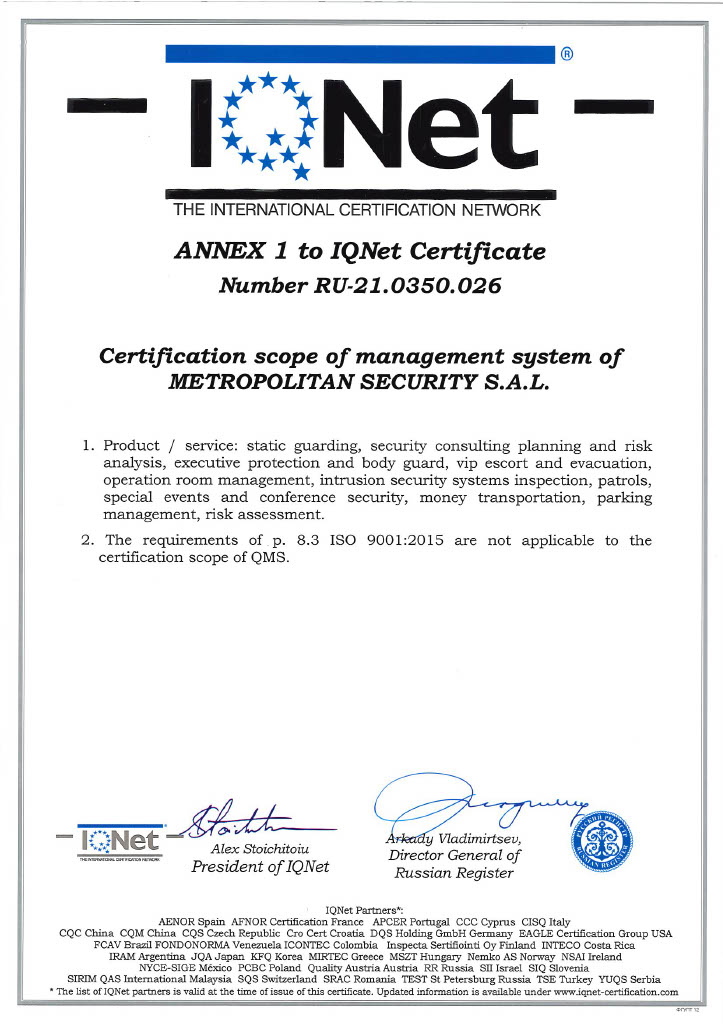 IQNet ®
THE INTERNATIONAL CERTIFICATION NETWORK
ANNEX 1 to IQNet Certificate
Number RU-21.0350.026
Certification scope of management system of
METROPOLITAN SECURITY S.A.L.
1. Product / service: static guarding, security consulting planning and risk
analysis, executive protection and body guard, vip escort and evacuation,
operation room management, intrusion security systems inspection, patrols,
special events and conference security, money transportation, parking
management, risk assessment.
2. The requirements of p. 8.3 ISO 9001:2015 are not applicable to the
certification scope of QMS.
IQNet
THE INTERNATIONAL CERTIFICATION NETWORK
Alex Stoichitoiu
President of IQNet
Arkady Vladimirtsev,
Director General of
Russian Register
РУССКИЙ РЕГИСТР
RUSSIAN REGISTER
IQNet Partners*:
AENOR Spain AFNOR Certification France APCER Portugal CCC Cyprus CISQ Italy
CQC China CQM China CQS Czech Republic Cro Cert Croatia DQS Holding GmbH Germany EAGLE Certification Group USA
FCAV Brazil FONDONORMA Venezuela ICONTEC Colombia Inspecta Sertifiointi Oy Finland INTECO Costa Rica
IRAM Argentina JQA Japan KFQ Korea MIRTEC Greece MSZT Hungary Nemko AS Norway NSAI Ireland
NYCE-SIGE México PCBC Poland Quality Austria Austria RR Russia SII Israel SIQ Slovenia
SIRIM QAS International Malaysia SQS Switzerland SRAC Romania TEST St Petersburg Russia TSE Turkey YUQS Serbia
* The list of IQNet partners is valid at the time of issue of this certificate. Updated information is available under www.iqnet-certification.com